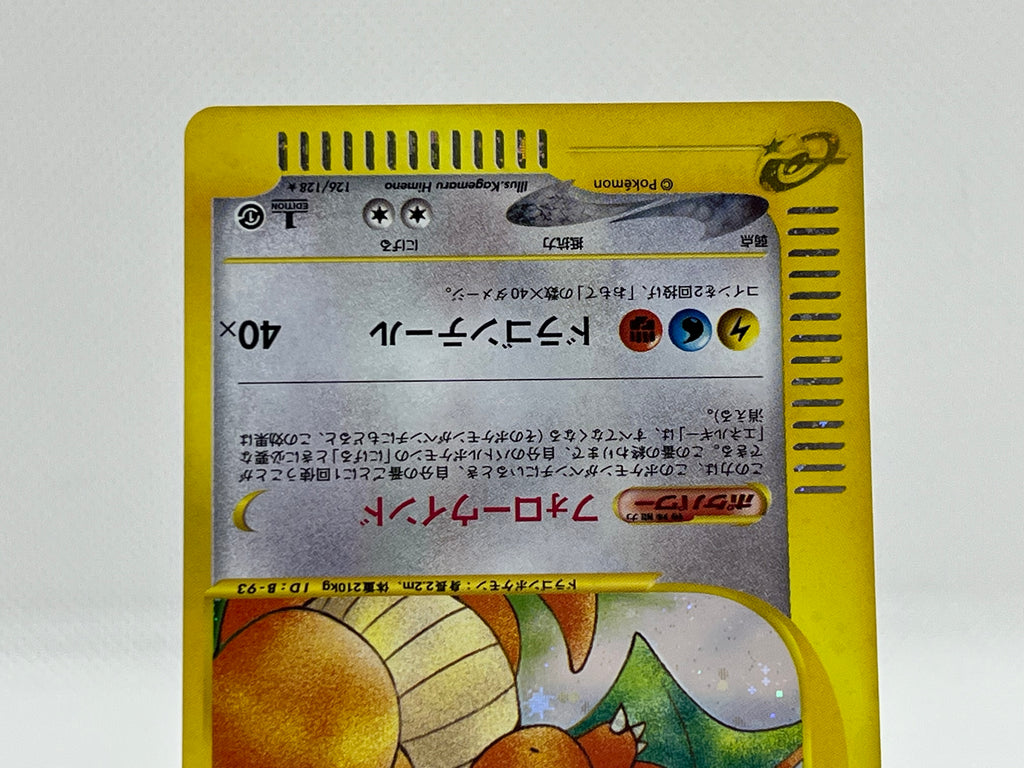 ドラゴンポケモン:身長2.2m、体重210kg ID:B-93
ポケパワー 特殊能力 フォローウインド
この力は、このポケモンがベンチにいるとき、自分の番ごとに1回使うことが
できる。この番の終わりまで、自分のバトルポケモンの「にげる」ときに必要な
「エネルギー」は、すべてなくなる(そのポケモンがベンチにもどると、この効果は
消える)。
ドラゴンテール 40×
コインを2回投げ、「おもて」の数×40ダメージ。
弱点 抵抗力 にげる
1 EDITION
© Pokémon Illus.Kagemaru Himeno 126/128★
e